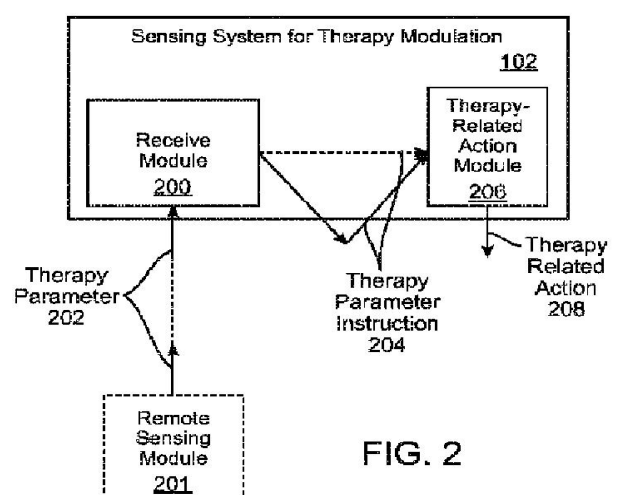 Sensing System for Therapy Modulation
102
Receive
Module
200
Therapy-
Related
Action
Module
206
Therapy
Parameter
202
Therapy
Parameter
Instruction
204
Therapy
Related
Action
208
Remote
Sensing
Module
201
FIG. 2